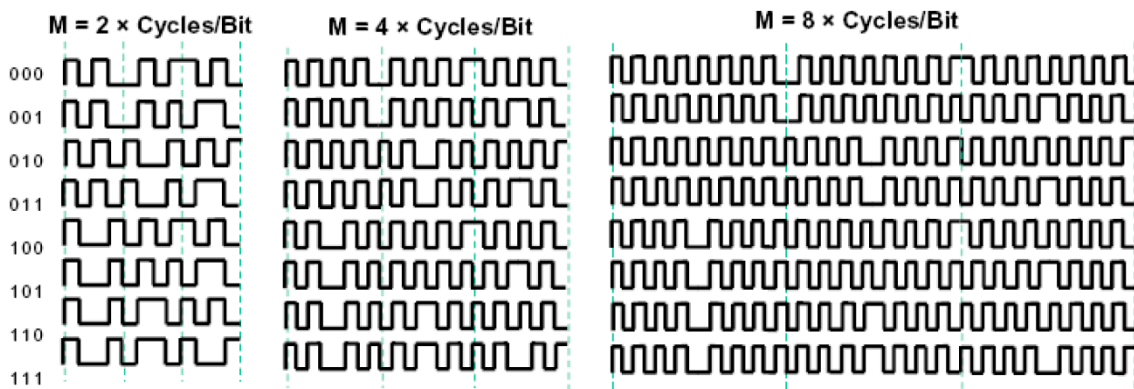 M = 2 × Cycles/Bit
M = 4 × Cycles/Bit
M = 8 × Cycles/Bit
000
001
010
011
100
101
110
111